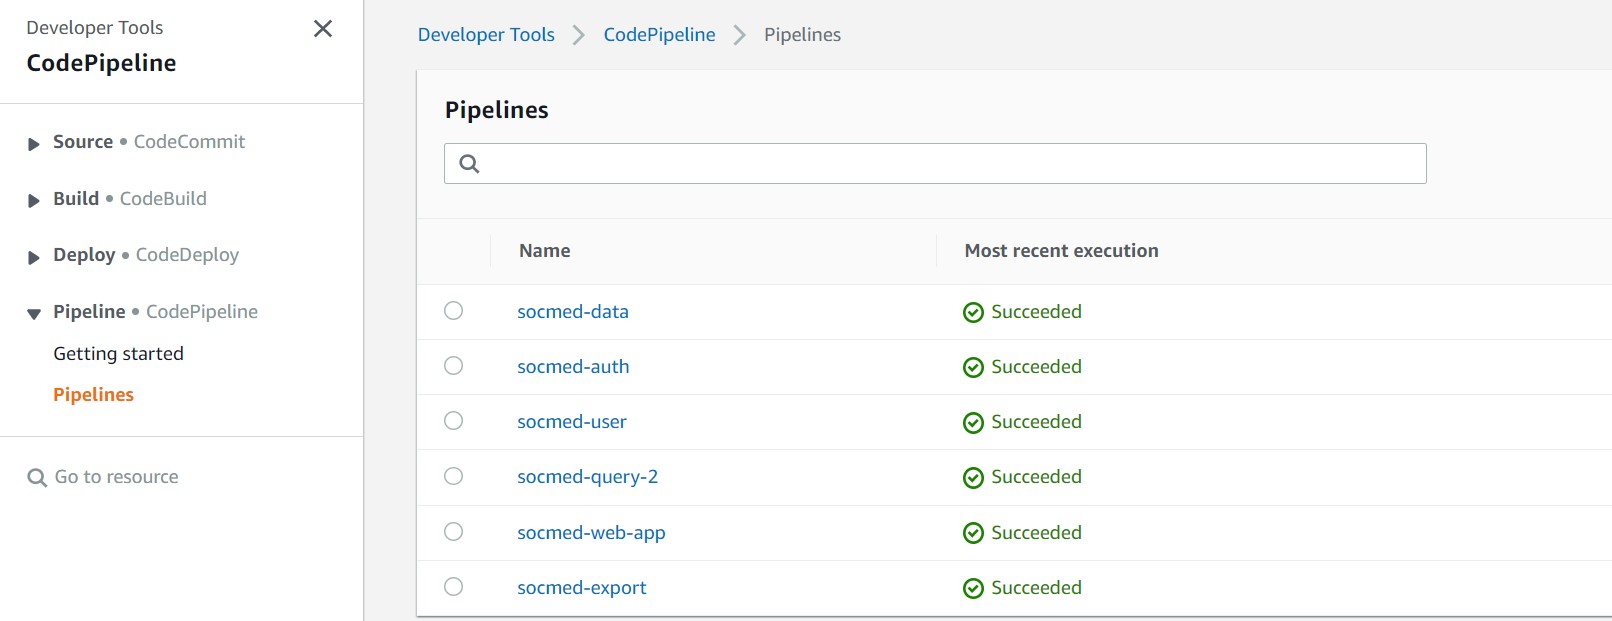 Developer Tools
CodePipeline
Source • CodeCommit
Build • CodeBuild
Deploy • CodeDeploy
Pipeline • CodePipeline
Getting started
Pipelines
Go to resource
Developer Tools > CodePipeline > Pipelines
Pipelines
Name Most recent execution
socmed-data Succeeded
socmed-auth Succeeded
socmed-user Succeeded
socmed-query-2 Succeeded
socmed-web-app Succeeded
socmed-export Succeeded